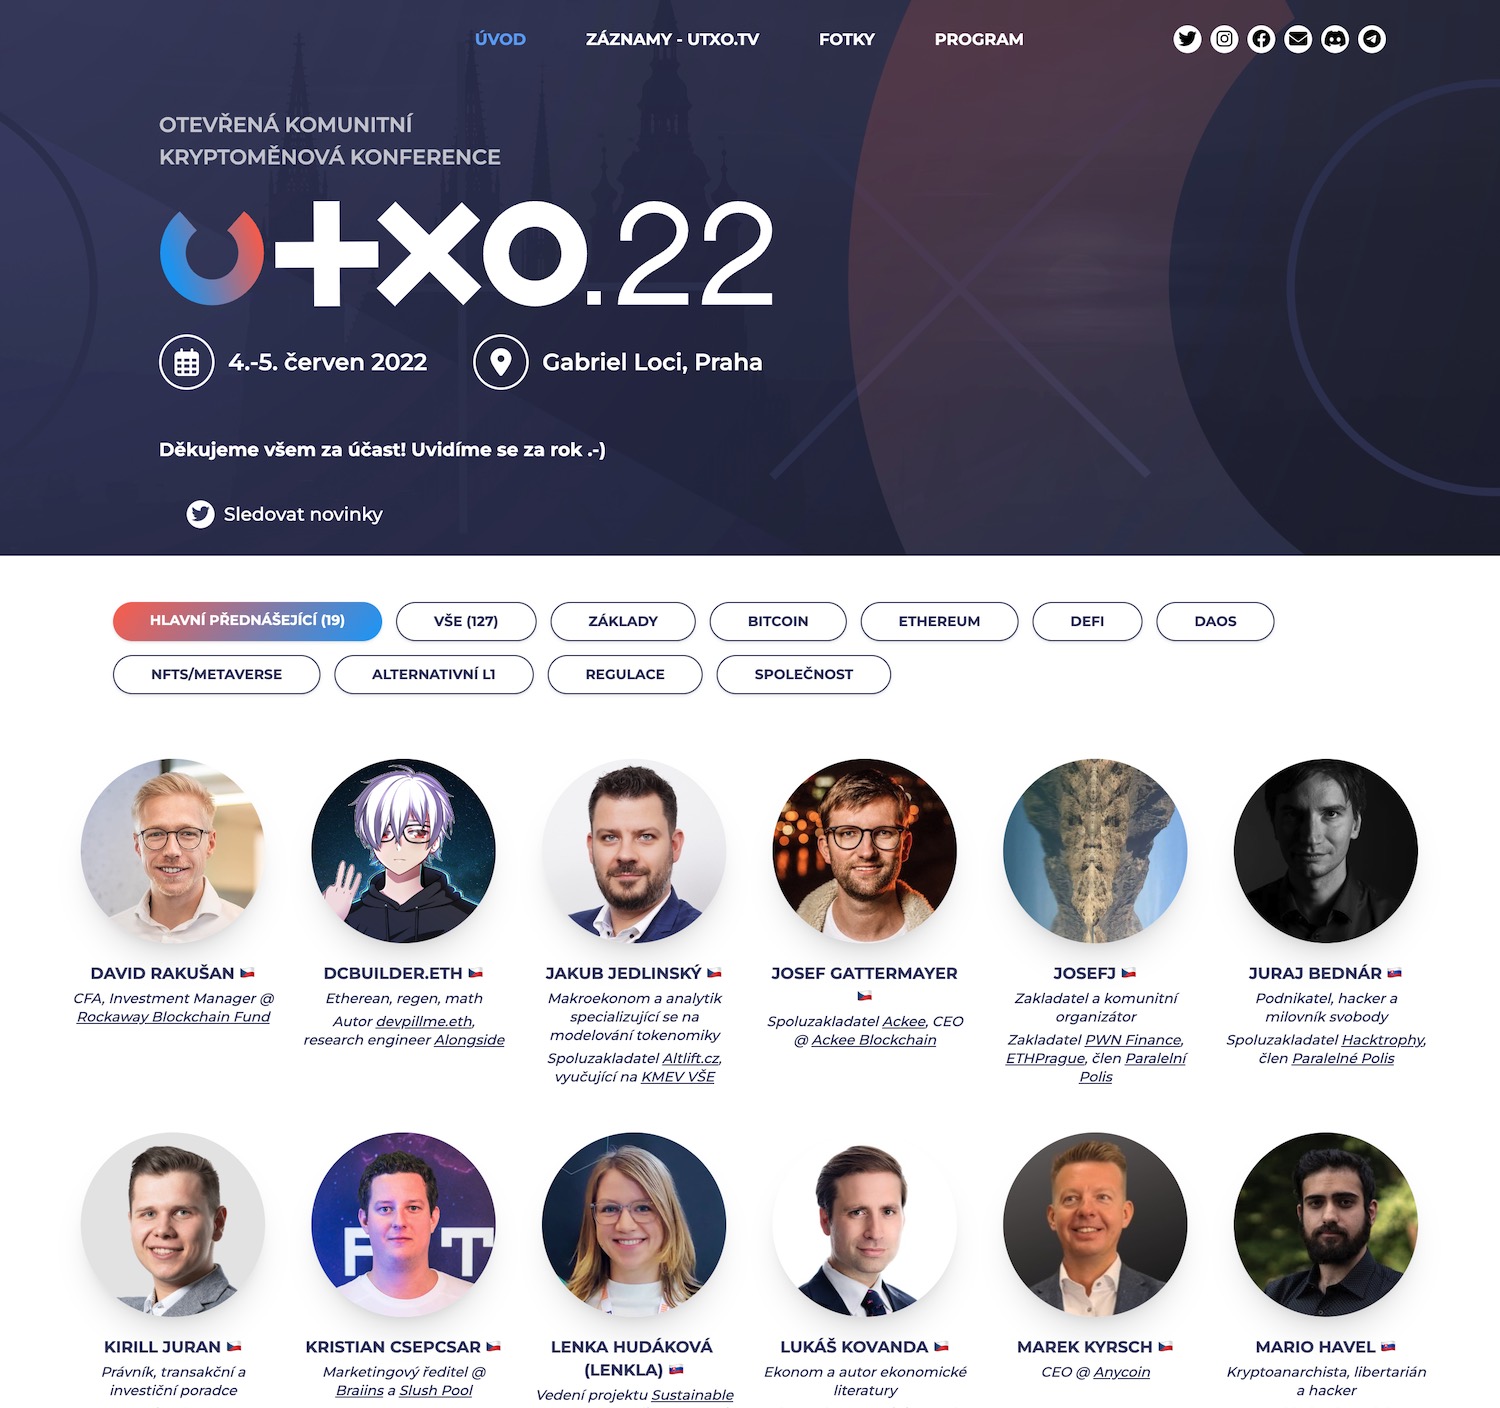 ÚVOD
ZÁZNAMY - UTXO.TV
FOTKY
PROGRAM
OTEVŘENÁ KOMUNITNÍ
KRYPTOMĚNOVÁ KONFERENCE
utxo.22
4.-5. červen 2022
Gabriel Loci, Praha
Děkujeme všem za účast! Uvidíme se za rok .-)
Sledovat novinky
HLAVNÍ PŘEDNÁŠEJÍCÍ (19)
VŠE (127)
ZÁKLADY
BITCOIN
ETHEREUM
DEFI
DAOS
NFTS/METAVERSE
ALTERNATIVNÍ L1
REGULACE
SPOLEČNOST
DAVID RAKUŠAN
CFA, Investment Manager @
Rockaway Blockchain Fund
DCBUILDER.ETH
Etherean, regen, math
Autor devpillme.eth,
research engineer Alongside
JAKUB JEDLINSKÝ
Makroekonom a analytik
specializující se na
modelování tokenomiky
Spoluzakladatel Altlift.cz,
vyučující na KMEV VŠE
JOSEF GATTERMAYER
Spoluzakladatel Ackee, CEO
@ Ackee Blockchain
JOSEFJ
Zakladatel a komunitní
organizátor
Zakladatel PWN Finance,
ETHPrague, člen Paralelní
Polis
JURAJ BEDNÁR
Podnikatel, hacker a
milovník svobody
Spoluzakladatel Hacktrophy,
člen Paralelné Polis
KIRILL JURAN
Právník, transakční a
investiční poradce
KRISTIAN CSEPCSAR
Marketingový ředitel @
Braiins a Slush Pool
LENKA HUDÁKOVÁ
(LENKLA)
Vedení projektu Sustainable
LUKÁŠ KOVANDA
Ekonom a autor ekonomické
literatury
MAREK KYRSCH
CEO @ Anycoin
MARIO HAVEL
Kryptoanarchista, libertarián
a hacker